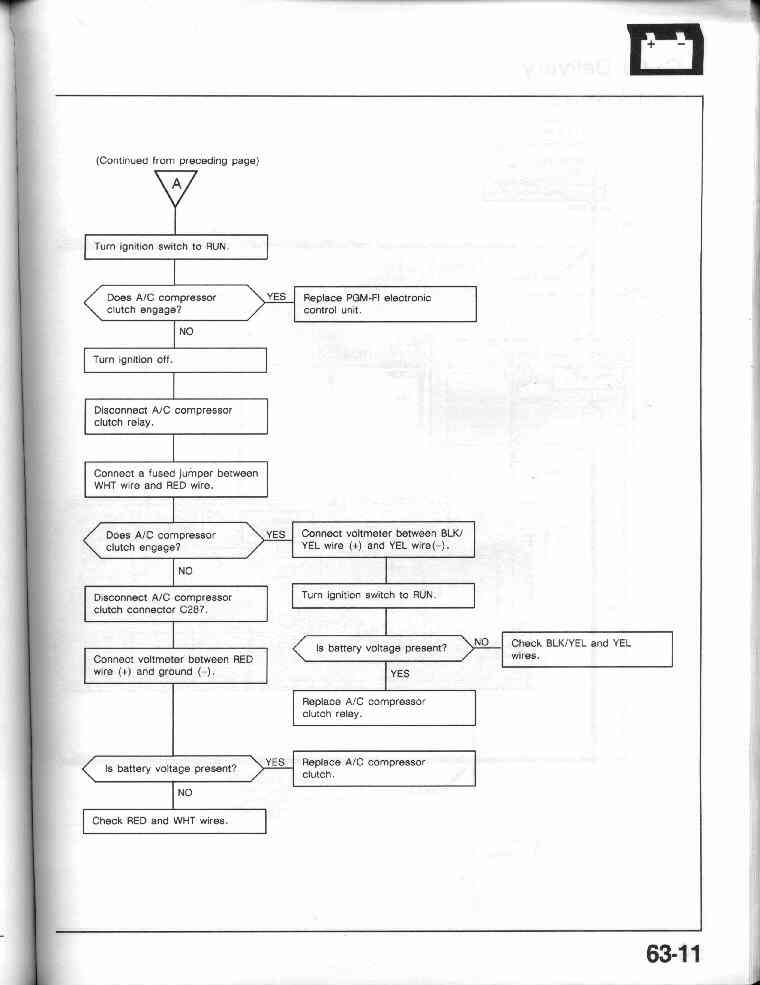 + -
(Continued from preceding page)
A
Turn ignition switch to RUN.
Does A/C compressor
clutch engage?
YES
Replace PGM-FI electronic
control unit.
NO
Turn ignition off.
Disconnect A/C compressor
clutch relay.
Connect a fused jumper between
WHT wire and RED wire.
Does A/C compressor
clutch engage?
YES
Connect voltmeter between BLK/
YEL wire (+) and YEL wire(-).
NO
Disconnect A/C compressor
clutch connector C287.
Turn ignition switch to RUN.
Connect voltmeter between RED
wire (+) and ground (-).
Is battery voltage present?
NO
Check BLK/YEL and YEL
wires.
YES
Replace A/C compressor
clutch relay.
Is battery voltage present?
YES
Replace A/C compressor
clutch.
NO
Check RED and WHT wires.
63-11